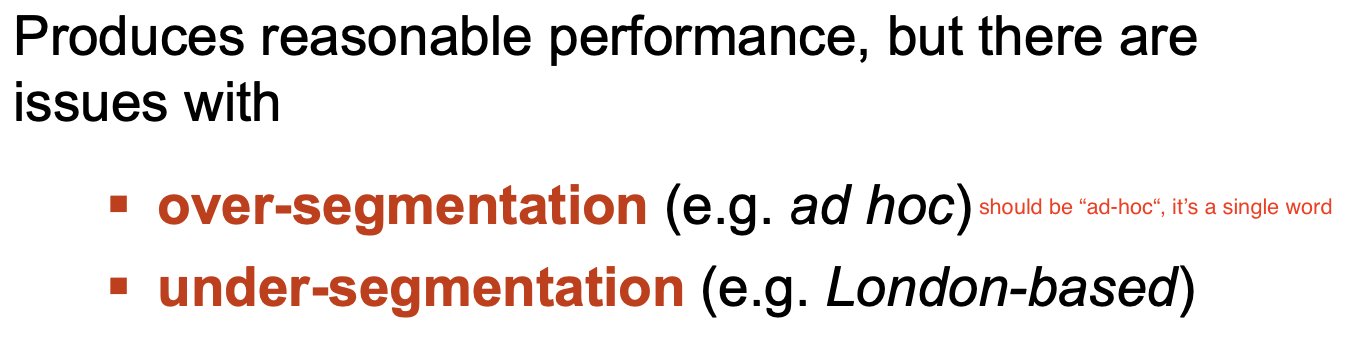 Produces reasonable performance, but there are
issues with
▪ over-segmentation (e.g. ad hoc) should be “ad-hoc“, it’s a single word
▪ under-segmentation (e.g. London-based)